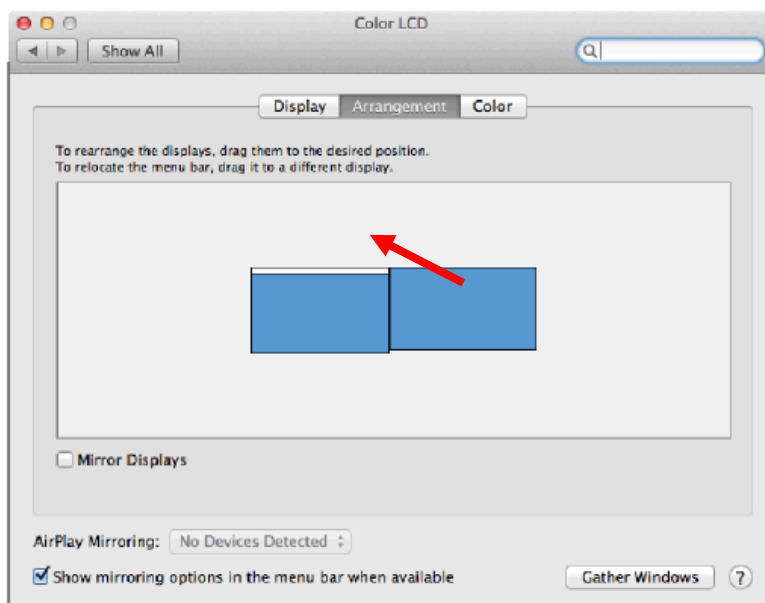 Color LCD
Show All
Display Arrangement Color
To rearrange the displays, drag them to the desired position.
To relocate the menu bar, drag it to a different display.
Mirror Displays
AirPlay Mirroring: No Devices Detected
Show mirroring options in the menu bar when available
Gather Windows ?